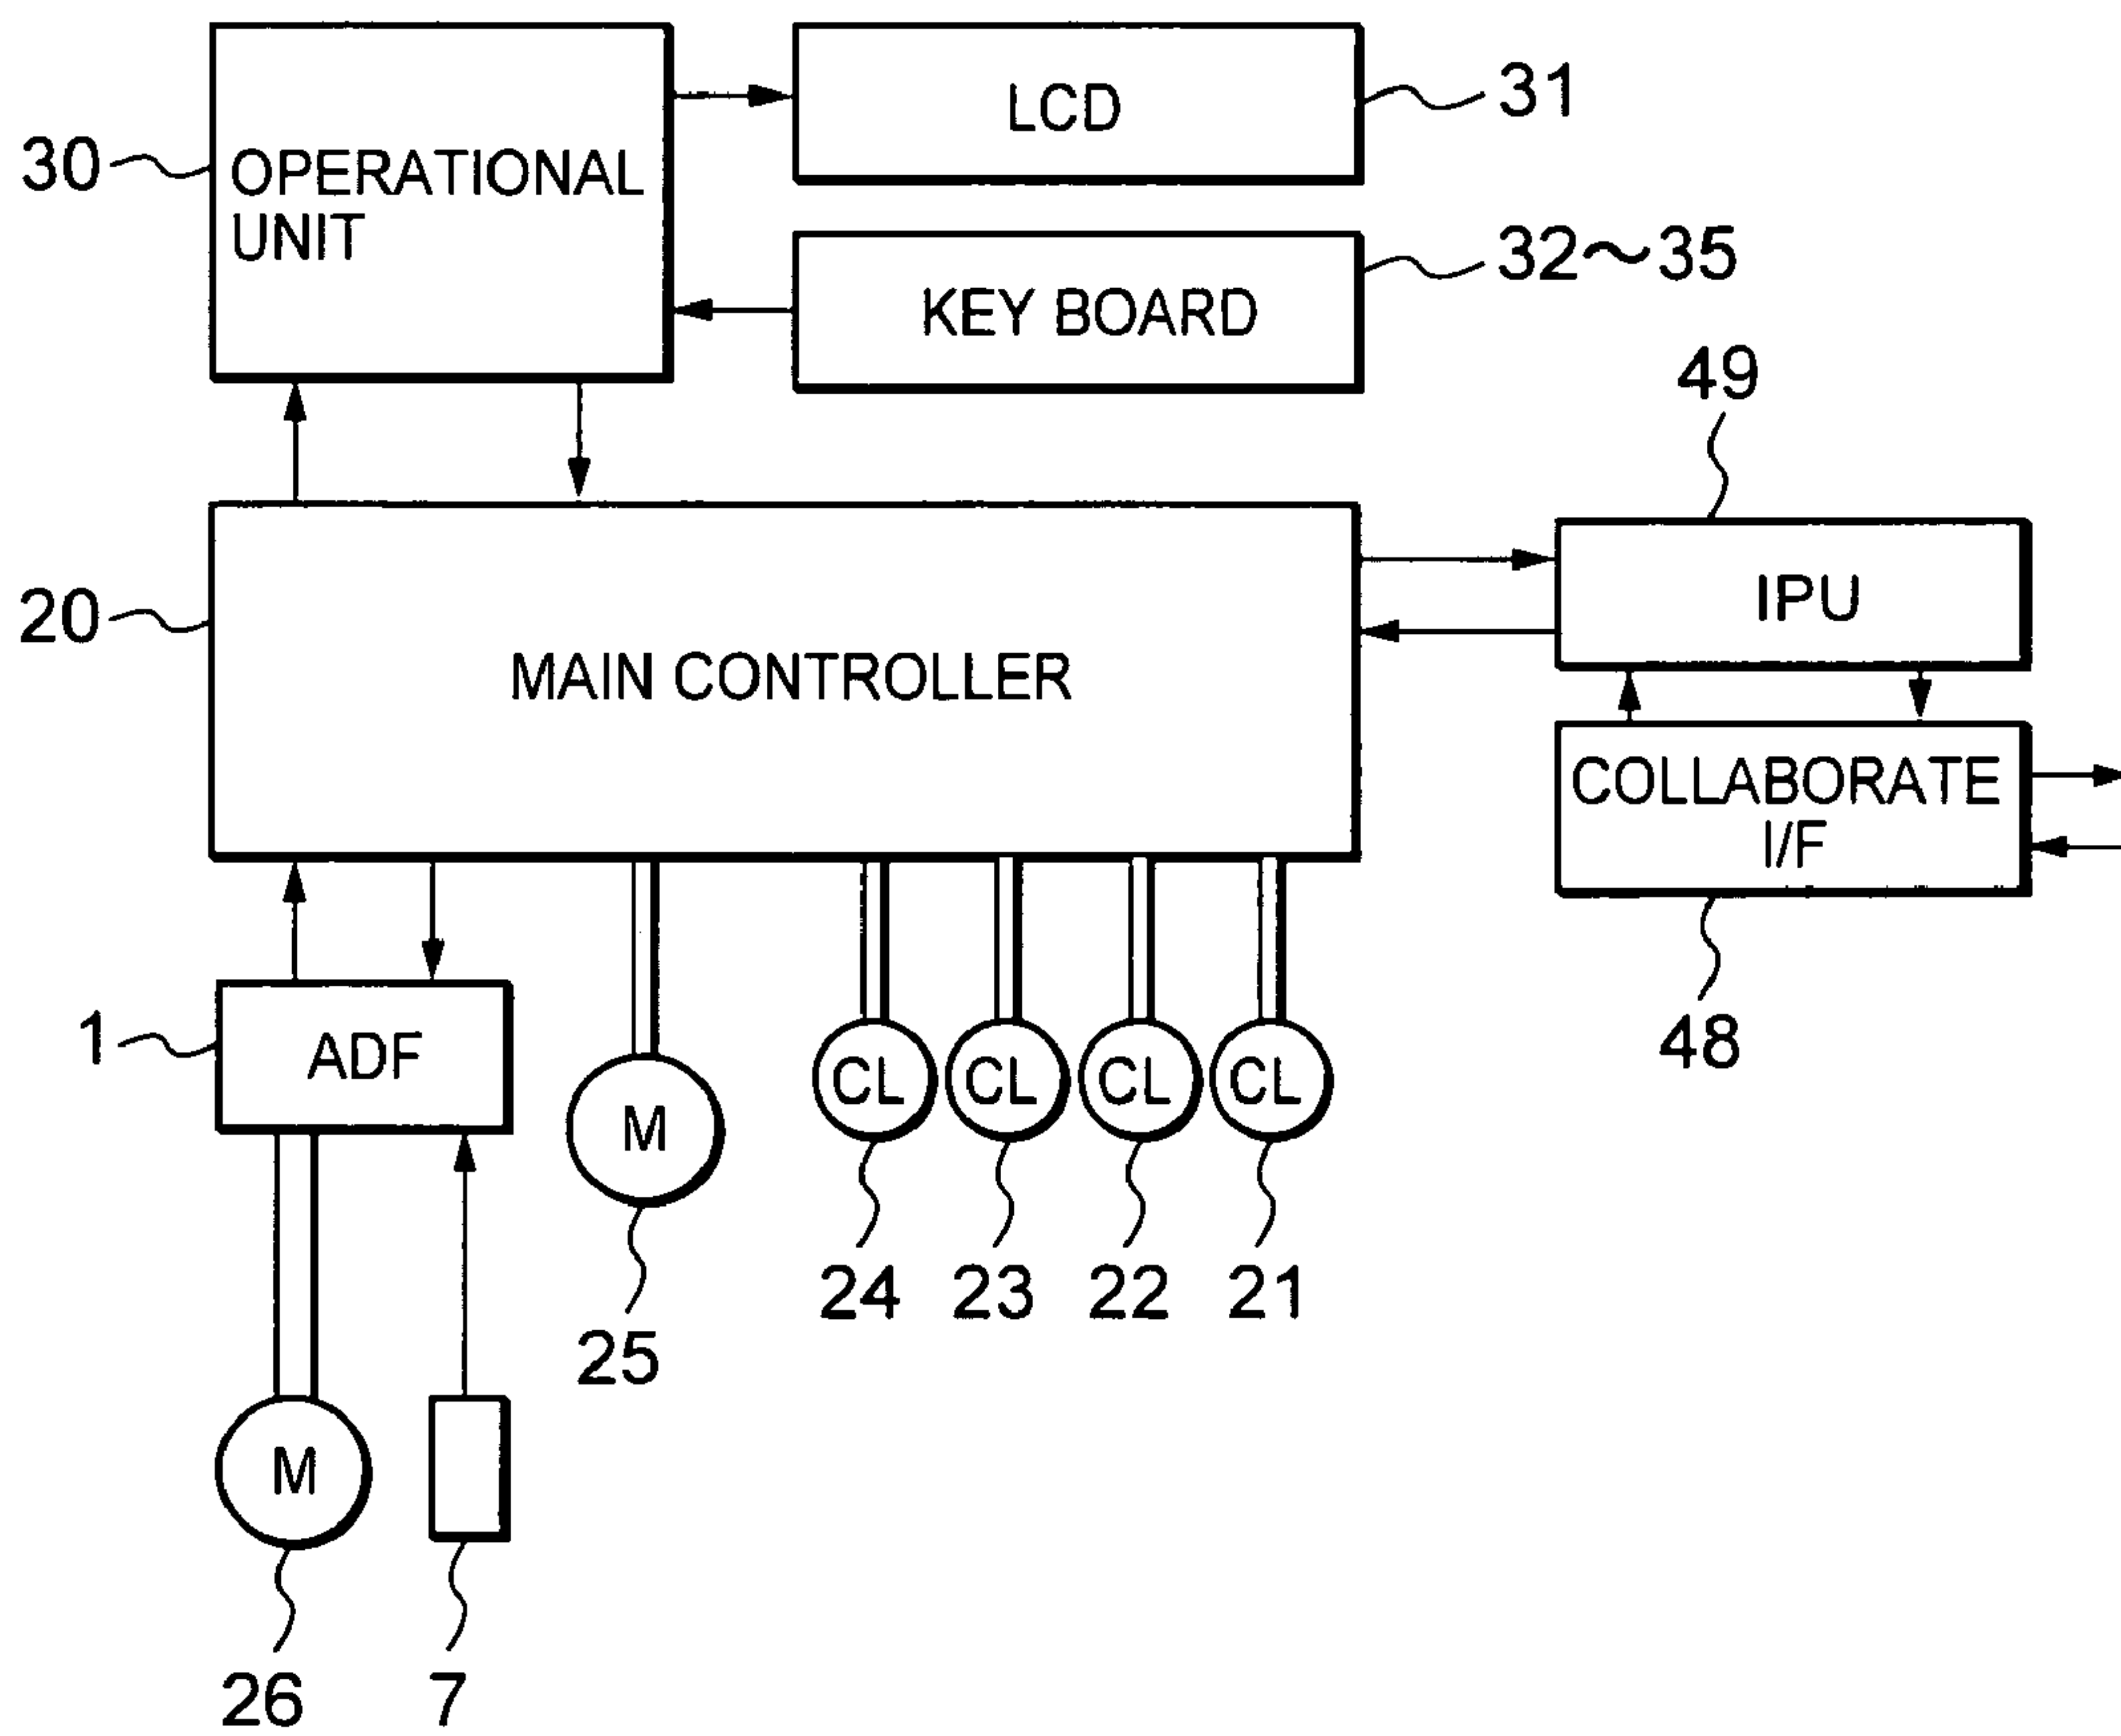 LCD
31
30
OPERATIONAL
UNIT
32~35
KEY BOARD
49
IPU
20
MAIN CONTROLLER
COLLABORATE
I/F
48
1
ADF
M
CL
CL
CL
CL
24
23
22
21
25
M
26
7